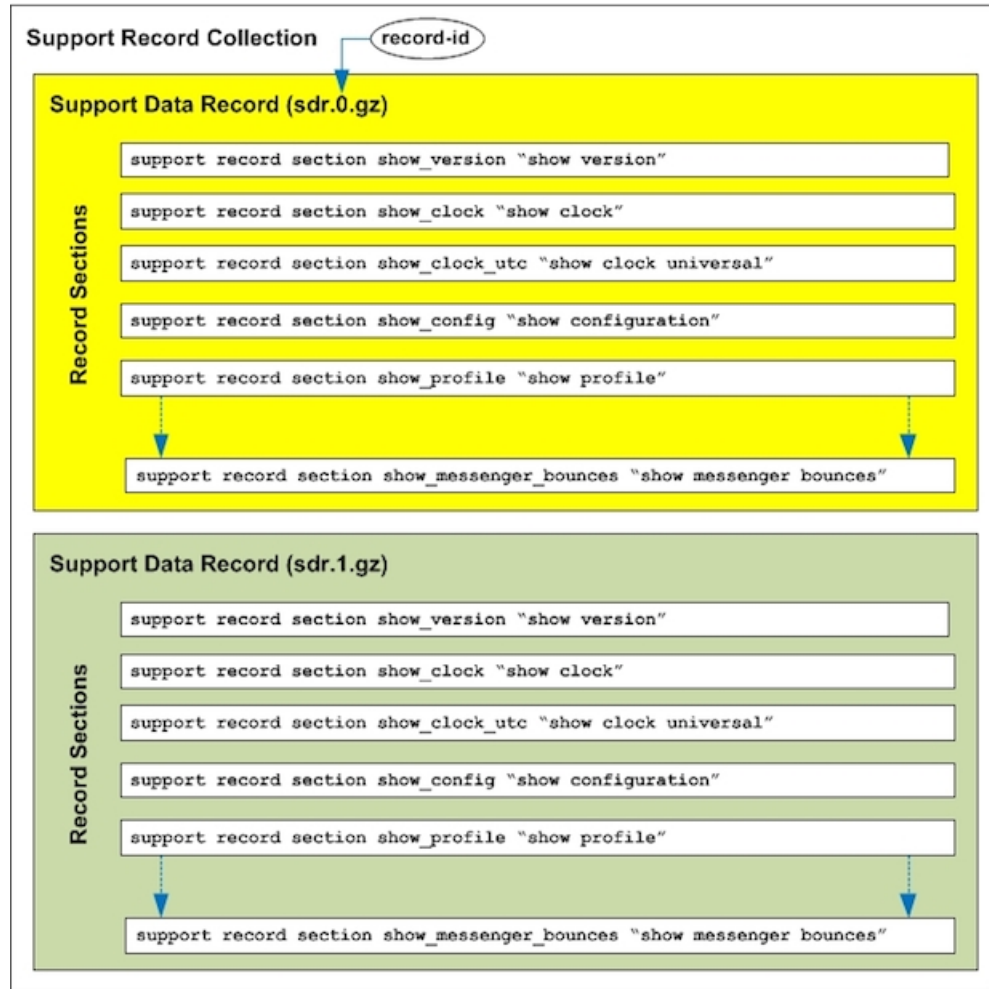 Support Record Collection
record-id
Support Data Record (sdr.0.gz)
Record Sections
support record section show_version “show version”
support record section show_clock “show clock”
support record section show_clock_utc “show clock universal”
support record section show_config “show configuration”
support record section show_profile “show profile”
support record section show_messenger_bounces “show messenger bounces”
Support Data Record (sdr.1.gz)
Record Sections
support record section show_version “show version”
support record section show_clock “show clock”
support record section show_clock_utc “show clock universal”
support record section show_config “show configuration”
support record section show_profile “show profile”
support record section show_messenger_bounces “show messenger bounces”